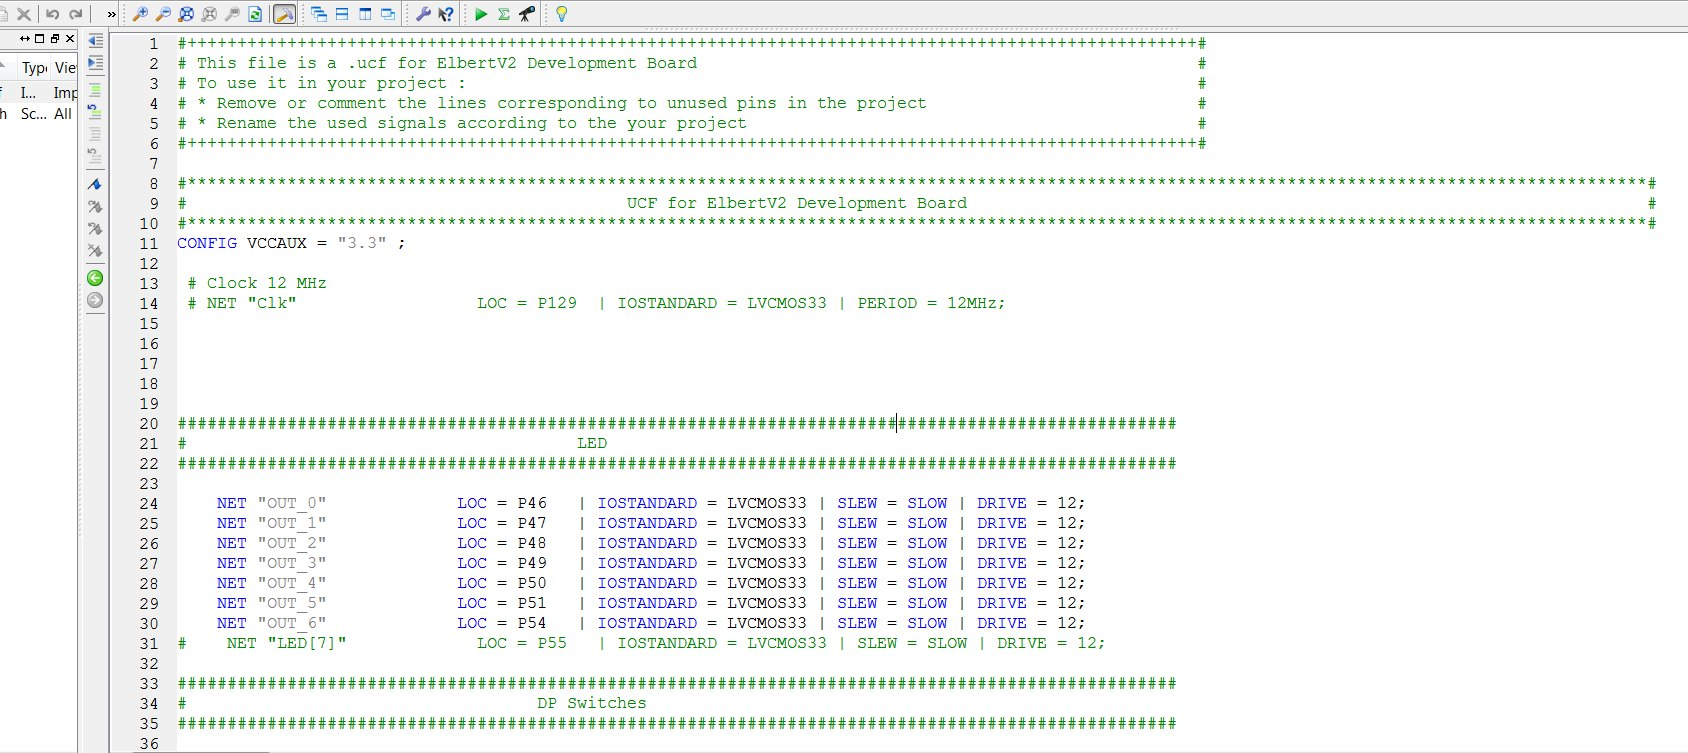 »
Type Vie
I... Imp
h Sc... All
1 #+++++++++++++++++++++++++++++++++++++++++++++++++++++++++++++++++++++++++++++++++++++++++++++++++++++#
2 # This file is a .ucf for ElbertV2 Development Board #
3 # To use it in your project : #
4 # * Remove or comment the lines corresponding to unused pins in the project #
5 # * Rename the used signals according to the your project #
6 #+++++++++++++++++++++++++++++++++++++++++++++++++++++++++++++++++++++++++++++++++++++++++++++++++++++#
7
8 #**************************************************************************************************************************************************#
9 # UCF for ElbertV2 Development Board #
10 #**************************************************************************************************************************************************#
11 CONFIG VCCAUX = "3.3" ;
12
13 # Clock 12 MHz
14 # NET "Clk" LOC = P129 | IOSTANDARD = LVCMOS33 | PERIOD = 12MHz;
15
16
17
18
19
20 ####################################################################################################
21 # LED
22 ####################################################################################################
23
24 NET "OUT_0" LOC = P46 | IOSTANDARD = LVCMOS33 | SLEW = SLOW | DRIVE = 12;
25 NET "OUT_1" LOC = P47 | IOSTANDARD = LVCMOS33 | SLEW = SLOW | DRIVE = 12;
26 NET "OUT_2" LOC = P48 | IOSTANDARD = LVCMOS33 | SLEW = SLOW | DRIVE = 12;
27 NET "OUT_3" LOC = P49 | IOSTANDARD = LVCMOS33 | SLEW = SLOW | DRIVE = 12;
28 NET "OUT_4" LOC = P50 | IOSTANDARD = LVCMOS33 | SLEW = SLOW | DRIVE = 12;
29 NET "OUT_5" LOC = P51 | IOSTANDARD = LVCMOS33 | SLEW = SLOW | DRIVE = 12;
30 NET "OUT_6" LOC = P54 | IOSTANDARD = LVCMOS33 | SLEW = SLOW | DRIVE = 12;
31 # NET "LED[7]" LOC = P55 | IOSTANDARD = LVCMOS33 | SLEW = SLOW | DRIVE = 12;
32
33 ####################################################################################################
34 # DP Switches
35 ####################################################################################################
36